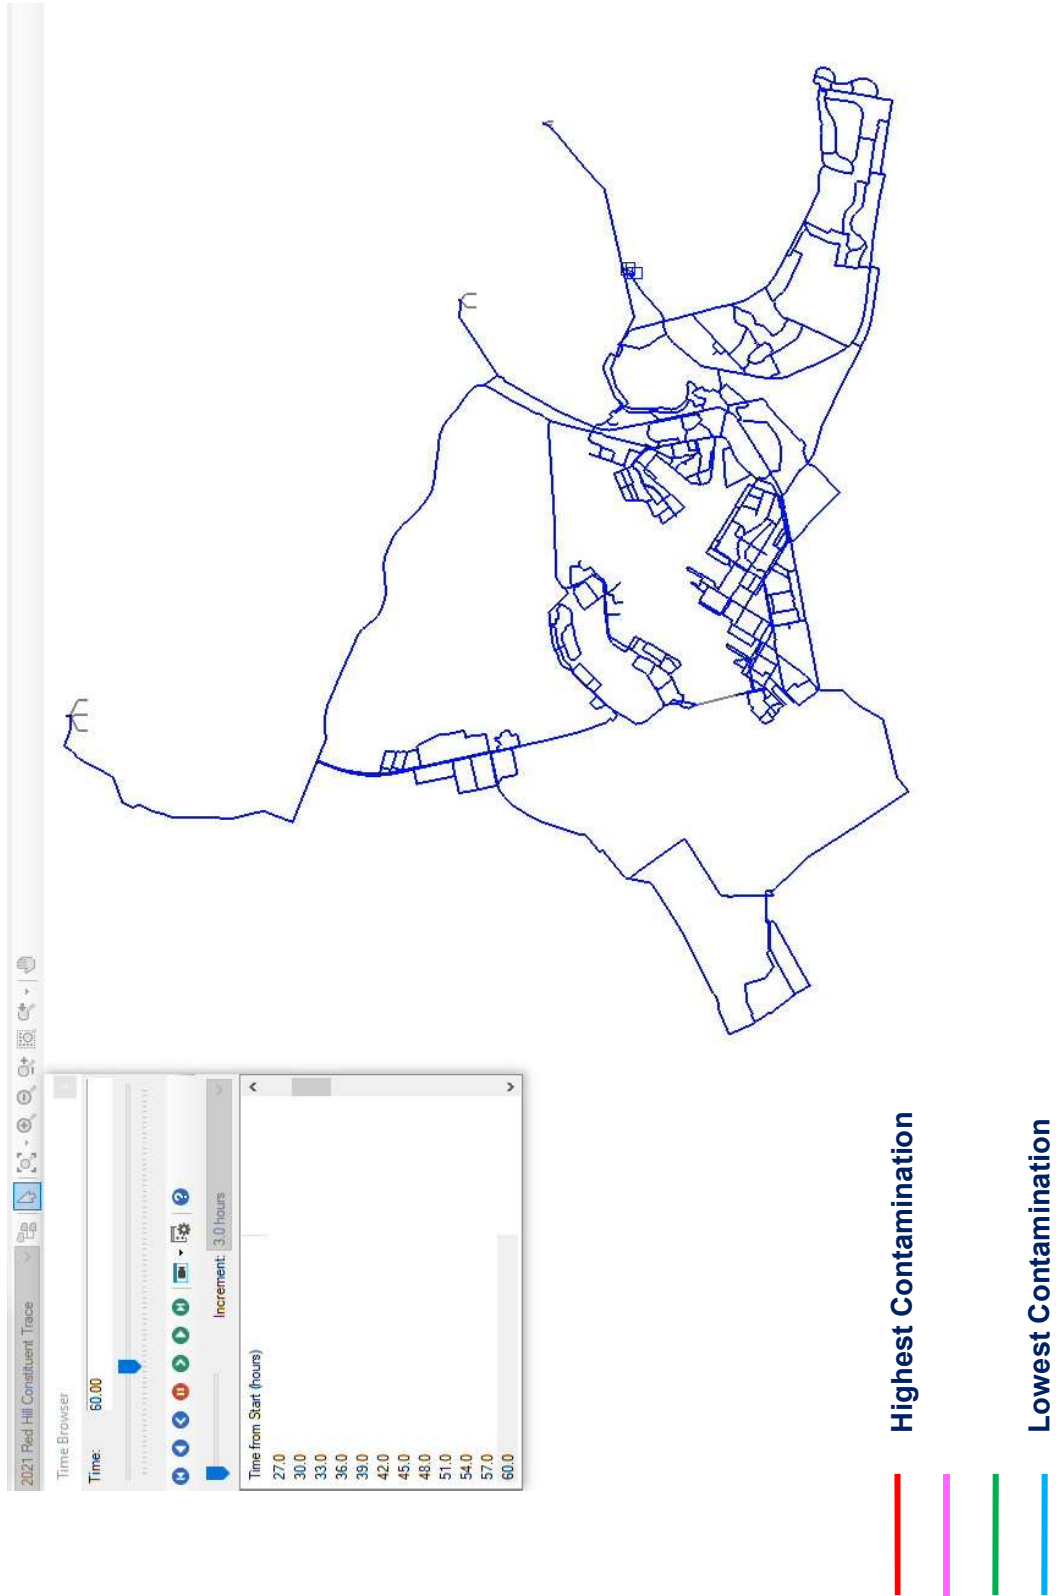 2021 Red Hill Constituent Trace
Time Browser
Time: 60.00
Increment: 3.0 hours
Time from Start (hours)
27.0
30.0
33.0
36.0
39.0
42.0
45.0
48.0
51.0
54.0
57.0
60.0
Highest Contamination
Lowest Contamination